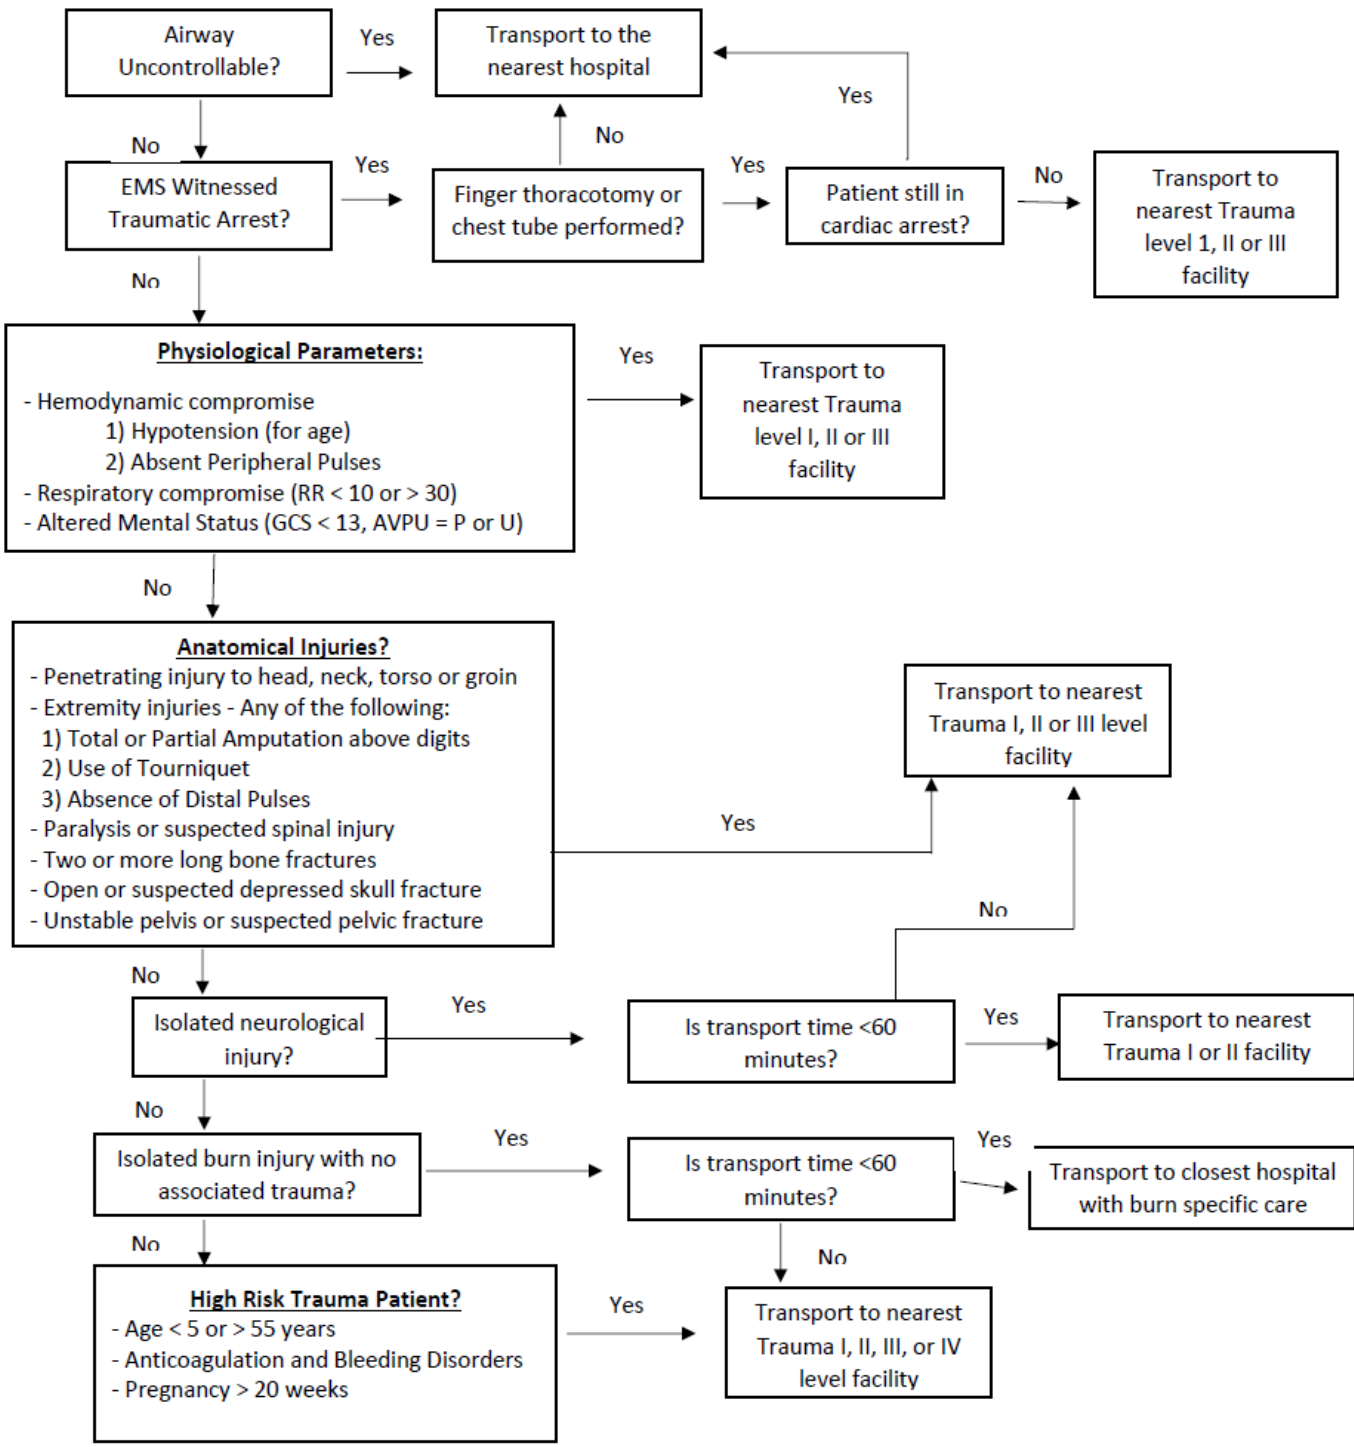 Airway
Uncontrollable?
Yes
Transport to the
nearest hospital
Yes
No
No
EMS Witnessed
Traumatic Arrest?
Yes
Finger thoracotomy or
chest tube performed?
Yes
Patient still in
cardiac arrest?
No
Transport to
nearest Trauma
level 1, II or III
facility
No
Physiological Parameters:
- Hemodynamic compromise
1) Hypotension (for age)
2) Absent Peripheral Pulses
- Respiratory compromise (RR < 10 or > 30)
- Altered Mental Status (GCS < 13, AVPU = P or U)
Yes
Transport to
nearest Trauma
level I, II or III
facility
No
Anatomical Injuries?
- Penetrating injury to head, neck, torso or groin
- Extremity injuries - Any of the following:
1) Total or Partial Amputation above digits
2) Use of Tourniquet
3) Absence of Distal Pulses
- Paralysis or suspected spinal injury
- Two or more long bone fractures
- Open or suspected depressed skull fracture
- Unstable pelvis or suspected pelvic fracture
Yes
Transport to nearest
Trauma I, II or III level
facility
No
No
Isolated neurological
injury?
Yes
Is transport time <60
minutes?
Yes
Transport to nearest
Trauma I or II facility
No
Isolated burn injury with no
associated trauma?
Yes
Is transport time <60
minutes?
Yes
Transport to closest hospital
with burn specific care
No
No
High Risk Trauma Patient?
- Age < 5 or > 55 years
- Anticoagulation and Bleeding Disorders
- Pregnancy > 20 weeks
Yes
Transport to nearest
Trauma I, II, III, or IV
level facility